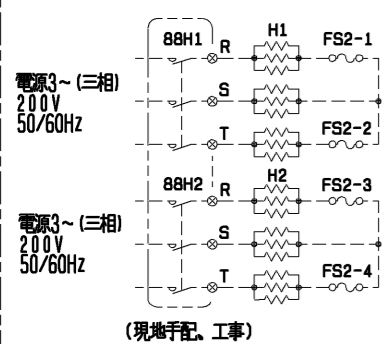 88H1 R H1 FS2-1
電源3~(三相)
200V
50/60Hz
S
T FS2-2
88H2 R H2 FS2-3
電源3~(三相)
200V
50/60Hz
S
T FS2-4
(現地手配、工事)